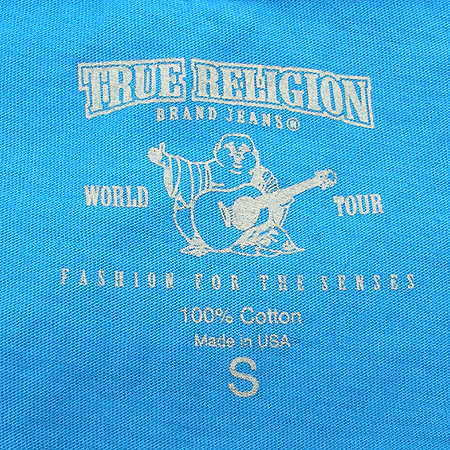 TRUE RELIGION
BRAND JEANS®
WORLD TOUR
FASHION FOR THE SENSES
100% Cotton
Made in USA
S